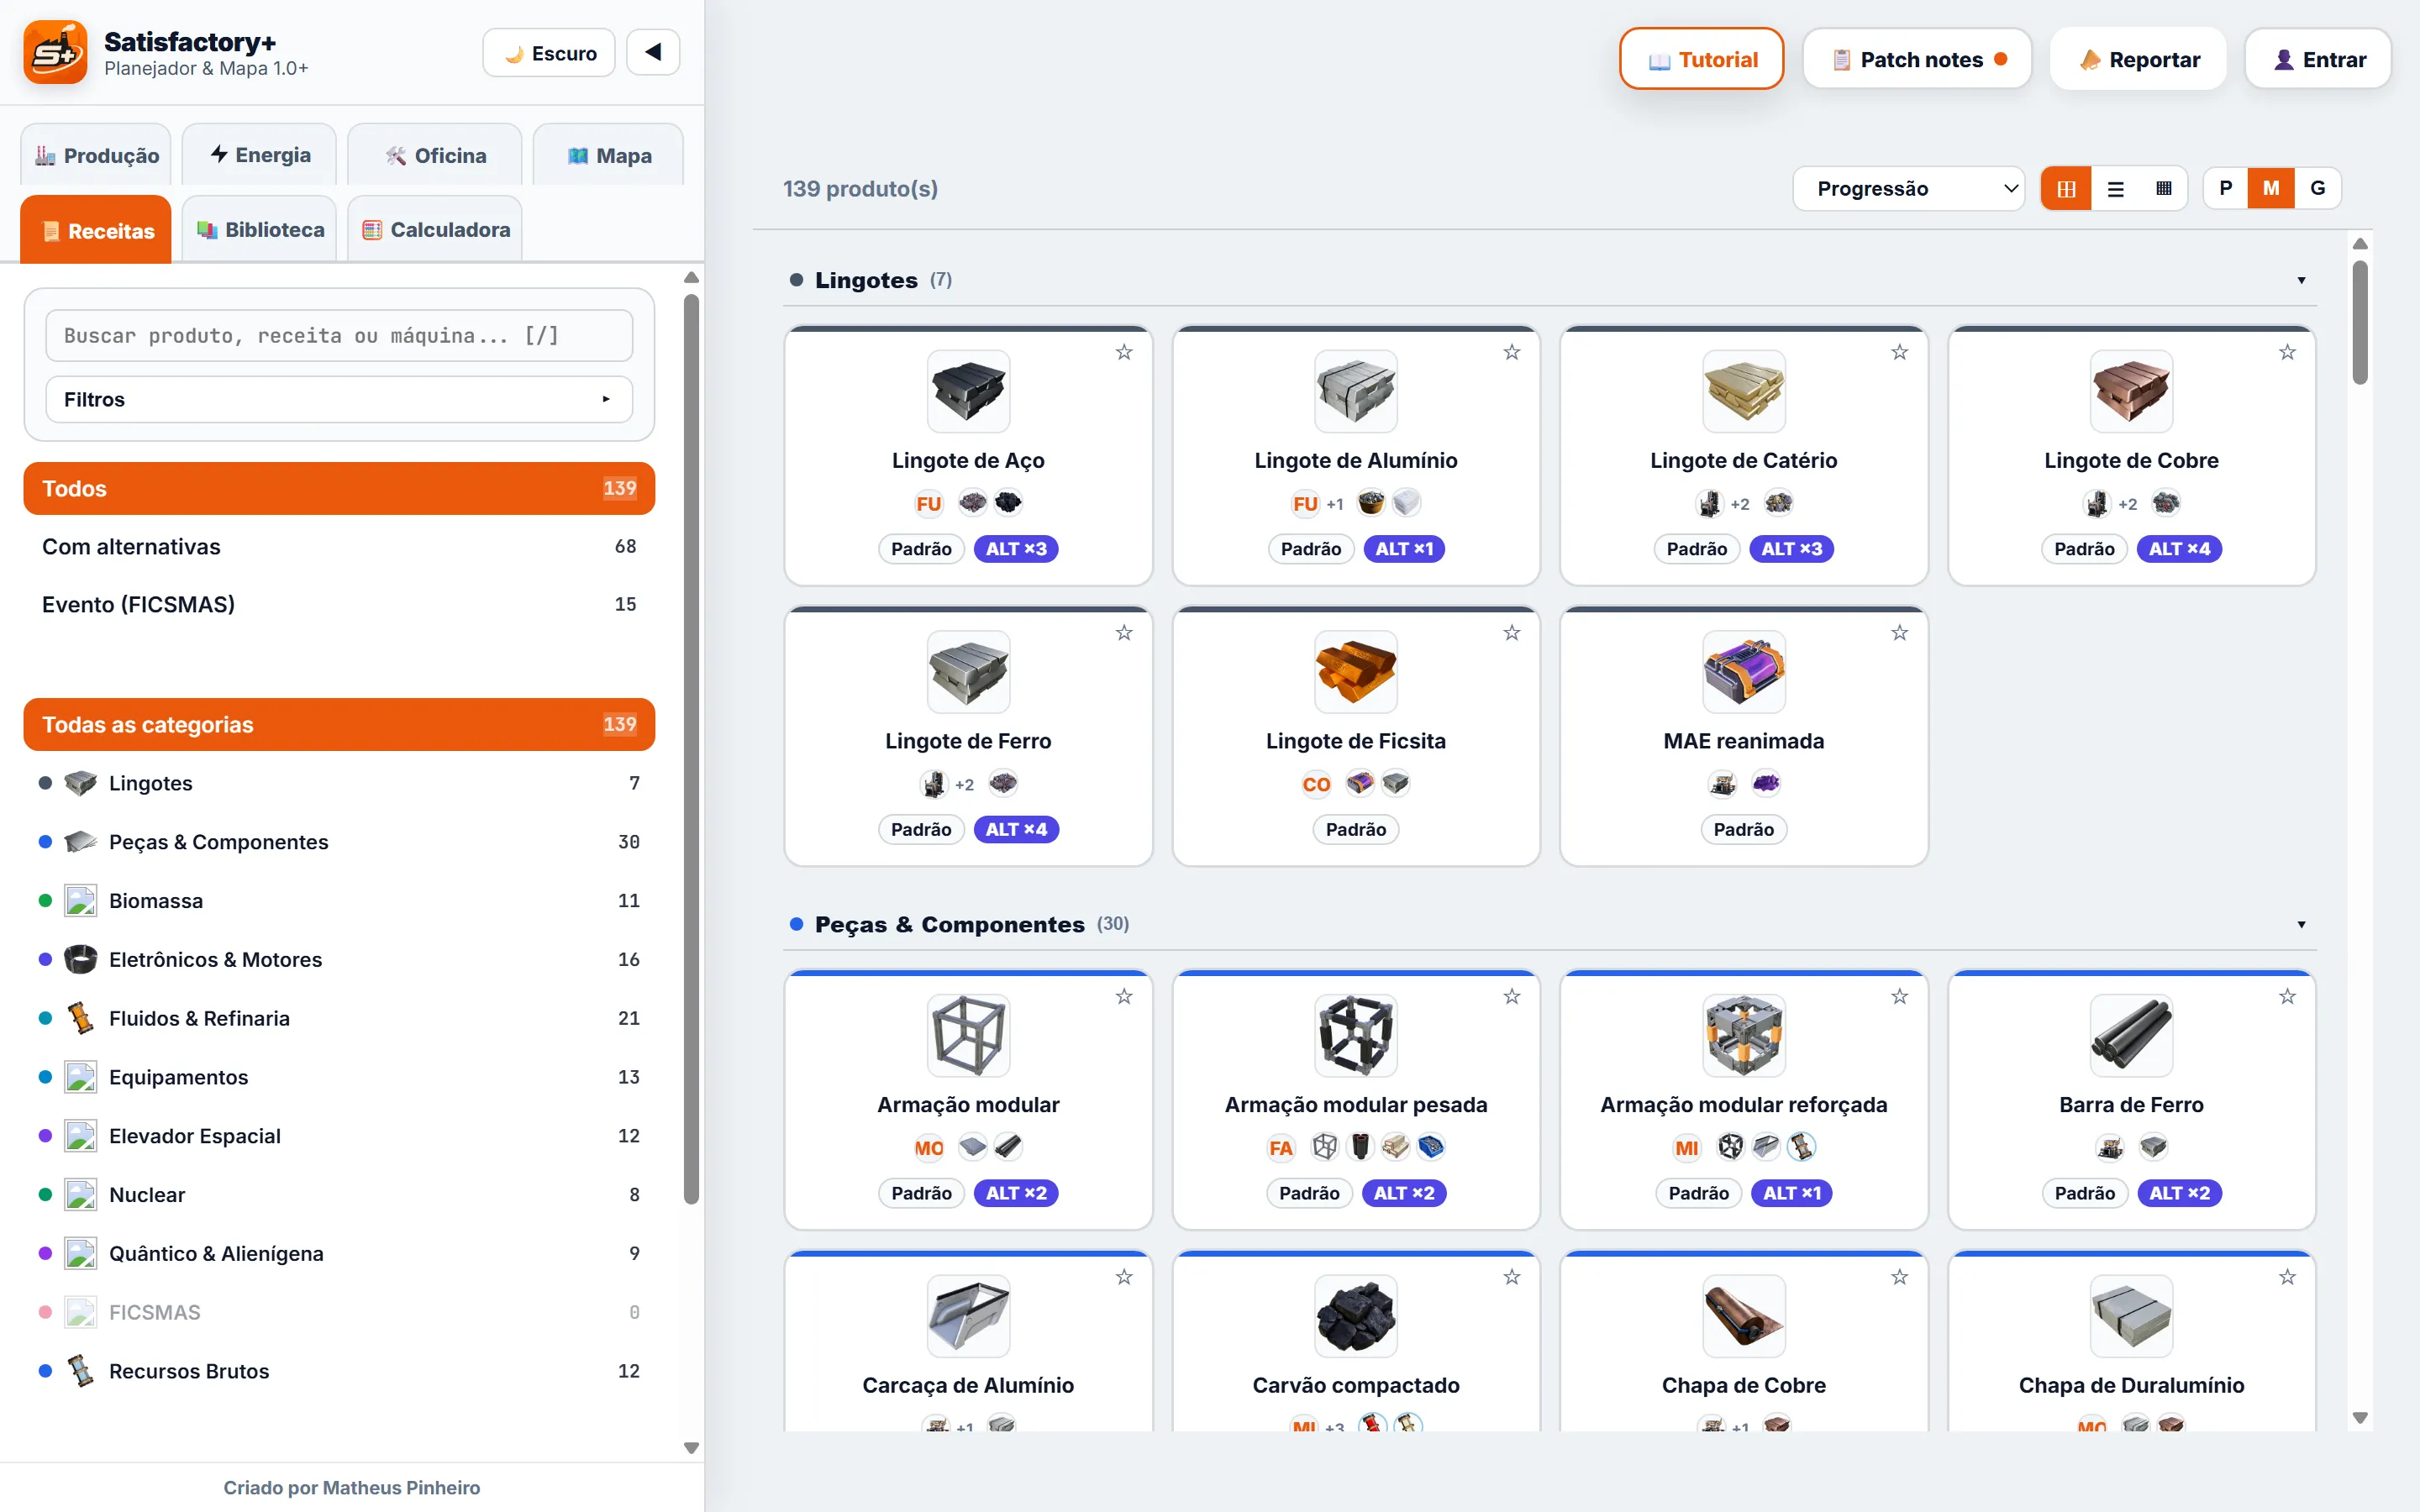 Satisfactory+
Planejador & Mapa 1.0+
Escuro
Tutorial
Patch notes
Reportar
Entrar
Produção
Energia
Oficina
Mapa
Receitas
Biblioteca
Calculadora
Buscar produto, receita ou máquina... [/]
Filtros
Todos 139
Com alternativas 68
Evento (FICSMAS) 15
Todas as categorias 139
Lingotes 7
Peças & Componentes 30
Biomassa 11
Eletrônicos & Motores 16
Fluidos & Refinaria 21
Equipamentos 13
Elevador Espacial 12
Nuclear 8
Quântico & Alienígena 9
FICSMAS 0
Recursos Brutos 12
Criado por Matheus Pinheiro
139 produto(s)
Progressão
P M G
Lingotes (7)
Lingote de Aço
FU
Padrão ALT ×3
Lingote de Alumínio
FU +1
Padrão ALT ×1
Lingote de Catério
+2
Padrão ALT ×3
Lingote de Cobre
+2
Padrão ALT ×4
Lingote de Ferro
+2
Padrão ALT ×4
Lingote de Ficsita
CO
Padrão
MAE reanimada
Padrão
Peças & Componentes (30)
Armação modular
MO
Padrão ALT ×2
Armação modular pesada
FA
Padrão ALT ×2
Armação modular reforçada
MI
Padrão ALT ×1
Barra de Ferro
Padrão ALT ×2
Carcaça de Alumínio
+1
Carvão compactado
MI +3
Chapa de Cobre
+1
Chapa de Duralumínio
MO